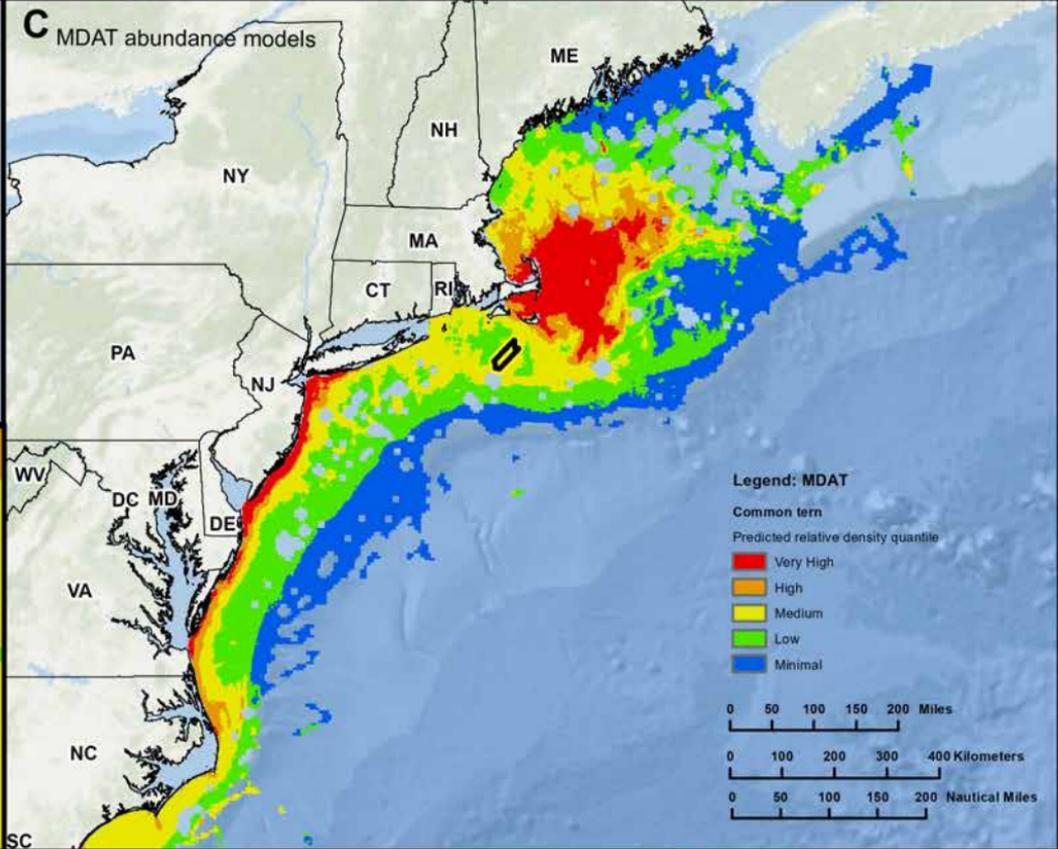 C MDAT abundance models
ME
NH
NY
MA
CT
RI
PA
NJ
WV
DC
MD
DE
VA
NC
SC
Legend: MDAT
Common tern
Predicted relative density quantile
Very High
High
Medium
Low
Minimal
0 50 100 150 200 Miles
0 100 200 300 400 Kilometers
0 50 100 150 200 Nautical Miles